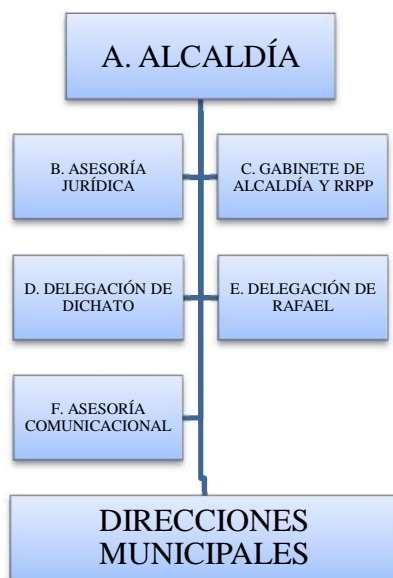 A. ALCALDÍA
B. ASESORÍA
JURÍDICA
C. GABINETE DE
ALCALDÍA Y RRPP
D. DELEGACIÓN DE
DICHATO
E. DELEGACIÓN DE
RAFAEL
F. ASESORÍA
COMUNICACIONAL
DIRECCIONES
MUNICIPALES